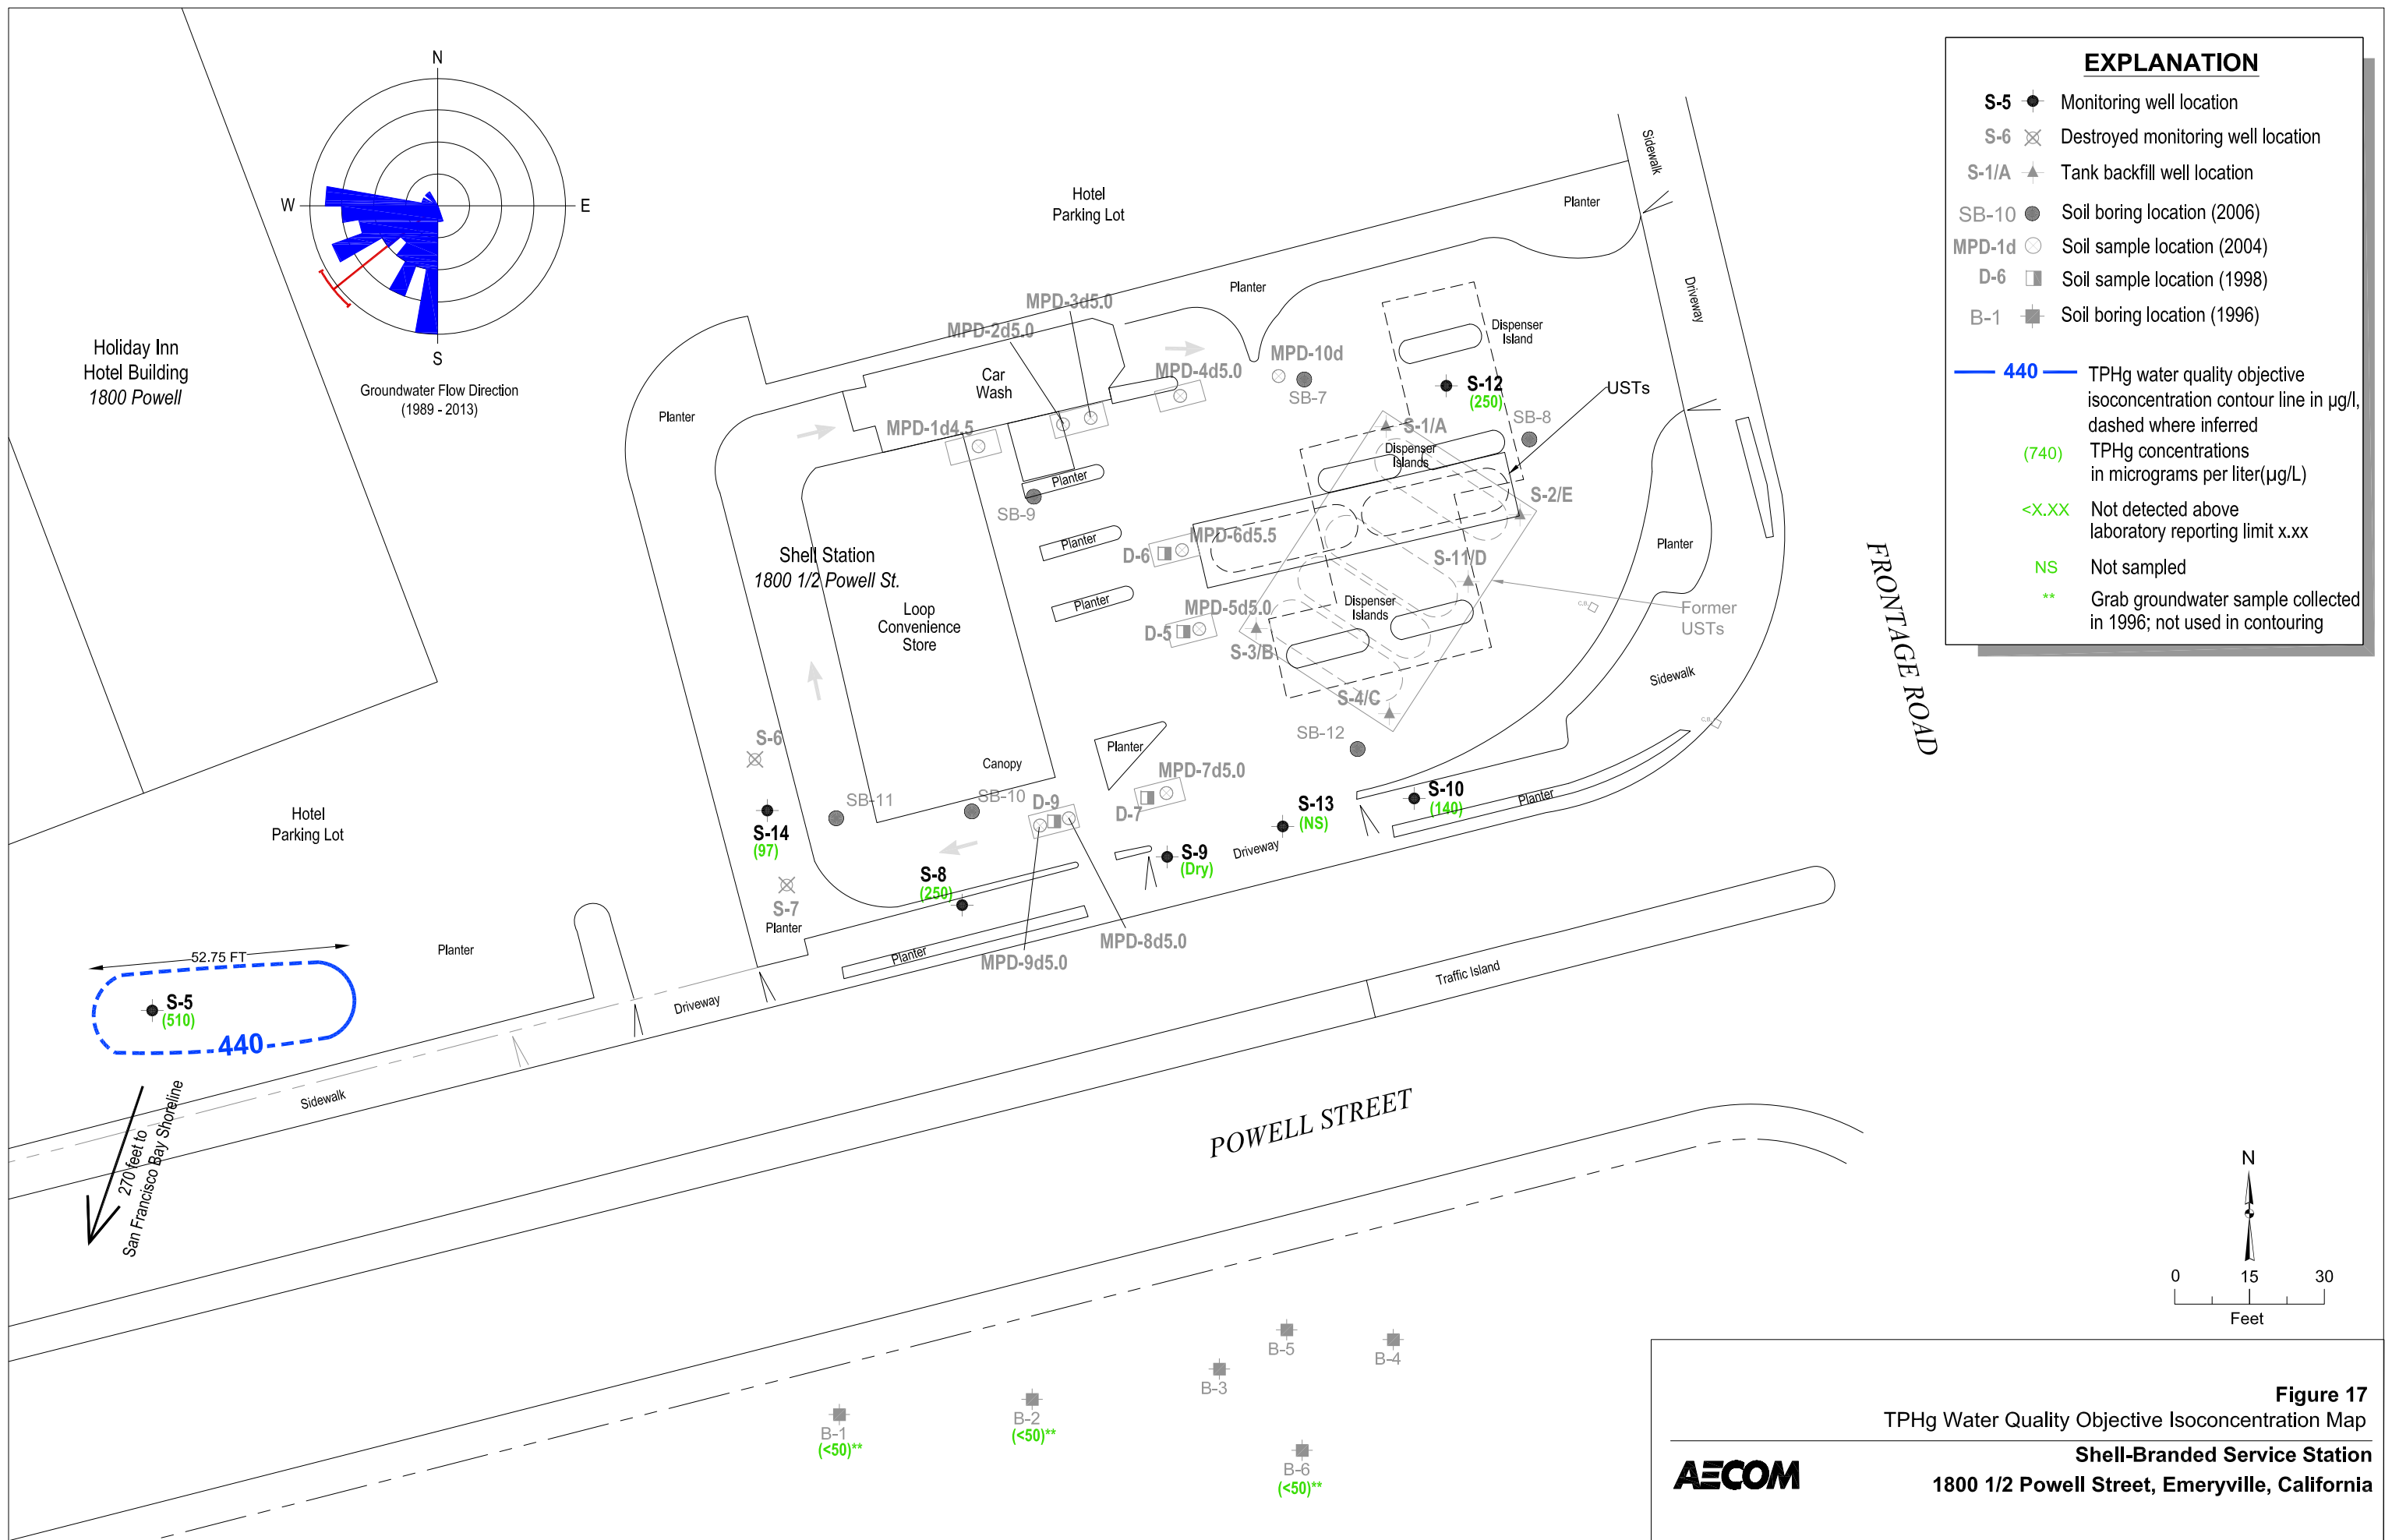 N
W
E
S
Groundwater Flow Direction
(1989 - 2013)
Holiday Inn
Hotel Building
1800 Powell
Hotel
Parking Lot
Sidewalk
Planter
Driveway
Planter
Planter
MPD-3d5.0
MPD-2d5.0
Car
Wash
MPD-4d5.0
MPD-10d
SB-7
Dispenser
Island
S-12
(250)
SB-8
USTs
MPD-1d4.5
S-1/A
Dispenser
Islands
Planter
SB-9
S-2/E
Planter
D-6
MPD-6d5.5
S-11/D
Planter
Shell Station
1800 1/2 Powell St.
Loop
Convenience
Store
Planter
MPD-5d5.0
D-5
S-3/B
Dispenser
Islands
C.B.
Former
USTs
Sidewalk
C.B.
S-4/C
SB-12
FRONTAGE ROAD
S-6
Planter
Canopy
MPD-7d5.0
D-7
SB-11
SB-10
D-9
S-14
(97)
S-13
(NS)
S-10
(140)
Planter
S-9
(Dry)
Driveway
S-8
(250)
S-7
Planter
Planter
MPD-8d5.0
MPD-9d5.0
Hotel
Parking Lot
Planter
52.75 FT
S-5
(510)
440
Driveway
Traffic Island
Sidewalk
270 feet to
San Francisco Bay Shoreline
POWELL STREET
B-5
B-4
B-3
B-2
(<50)**
B-1
(<50)**
B-6
(<50)**
EXPLANATION
S-5 Monitoring well location
S-6 Destroyed monitoring well location
S-1/A Tank backfill well location
SB-10 Soil boring location (2006)
MPD-1d Soil sample location (2004)
D-6 Soil sample location (1998)
B-1 Soil boring location (1996)
440 TPHg water quality objective
isoconcentration contour line in µg/l,
dashed where inferred
(740) TPHg concentrations
in micrograms per liter(µg/L)
<X.XX Not detected above
laboratory reporting limit x.xx
NS Not sampled
** Grab groundwater sample collected
in 1996; not used in contouring
N
0 15 30
Feet
Figure 17
TPHg Water Quality Objective Isoconcentration Map
AECOM
Shell-Branded Service Station
1800 1/2 Powell Street, Emeryville, California